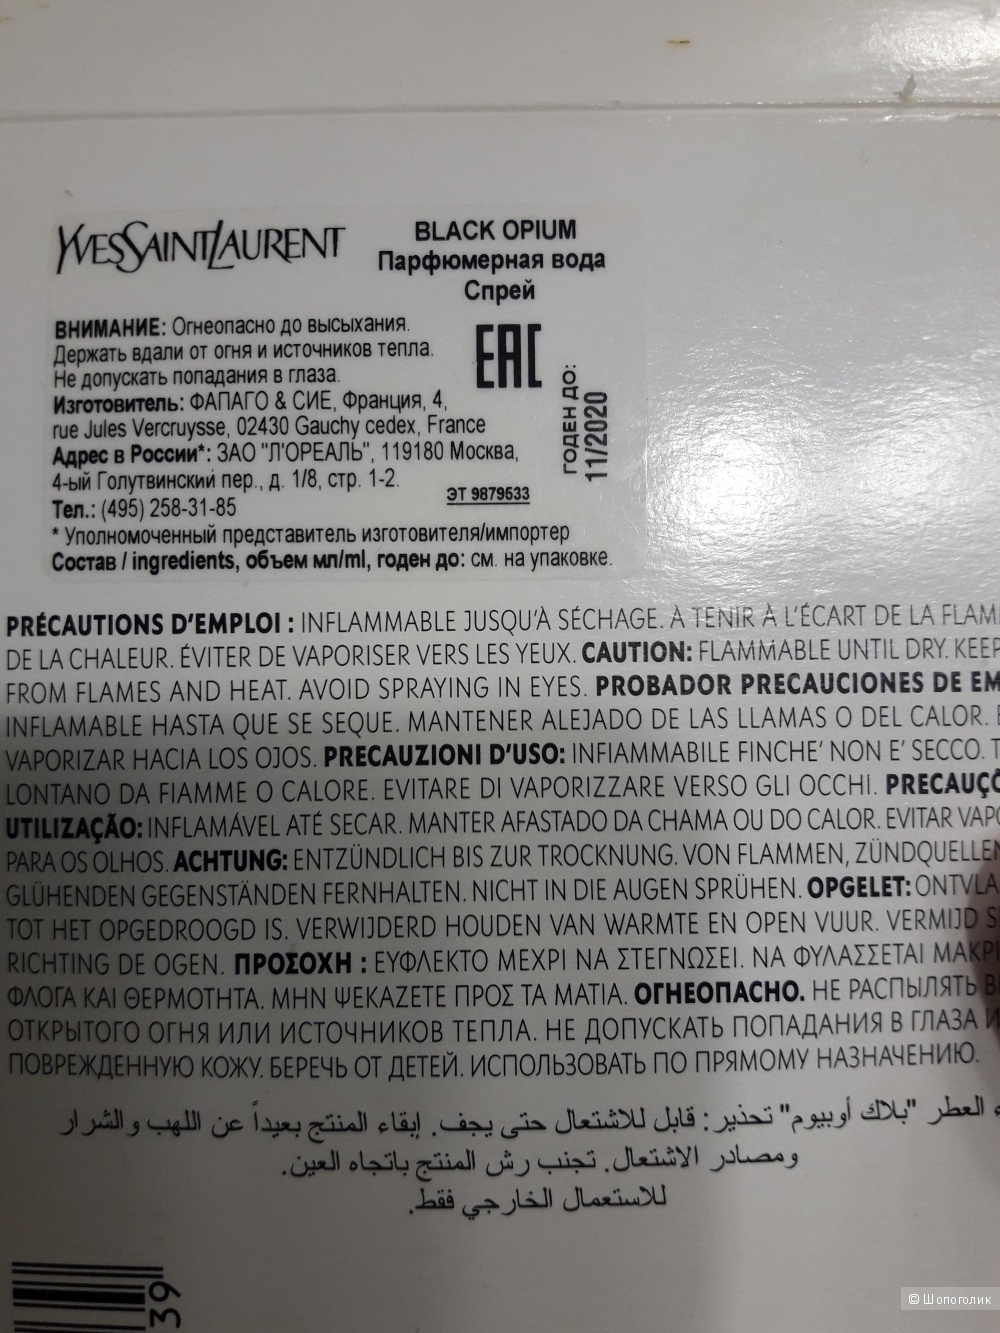 YVESSAINTLAURENT
BLACK OPIUM
Парфюмерная вода
Спрей
ВНИМАНИЕ: Огнеопасно до высыхания.
Держать вдали от огня и источников тепла.
Не допускать попадания в глаза.
Изготовитель: ФАПАГО & СИЕ, Франция, 4,
rue Jules Vercruysse, 02430 Gauchy cedex, France
Адрес в России*: ЗАО "Л'ОРЕАЛЬ", 119180 Москва,
4-ый Голутвинский пер., д. 1/8, стр. 1-2.
Тел.: (495) 258-31-85
* Уполномоченный представитель изготовителя/импортер
Состав / ingredients, объем мл/ml, годен до: см. на упаковке.
EAC
ГОДЕН ДО:
11/2020
ЭТ 9879533
PRÉCAUTIONS D'EMPLOI : INFLAMMABLE JUSQU'À SÉCHAGE. À TENIR À L'ÉCART DE LA FLAM
DE LA CHALEUR. ÉVITER DE VAPORISER VERS LES YEUX. CAUTION: FLAMMABLE UNTIL DRY. KEEP
FROM FLAMES AND HEAT. AVOID SPRAYING IN EYES. PROBADOR PRECAUCIONES DE EM
INFLAMABLE HASTA QUE SE SEQUE. MANTENER ALEJADO DE LAS LLAMAS O DEL CALOR.
VAPORIZAR HACIA LOS OJOS. PRECAUZIONI D'USO: INFIAMMABILE FINCHE' NON E' SECCO. T
LONTANO DA FIAMME O CALORE. EVITARE DI VAPORIZZARE VERSO GLI OCCHI. PRECAUÇÕ
UTILIZAÇÃO: INFLAMÁVEL ATÉ SECAR. MANTER AFASTADO DA CHAMA OU DO CALOR. EVITAR VAPO
PARA OS OLHOS. ACHTUNG: ENTZÜNDLICH BIS ZUR TROCKNUNG. VON FLAMMEN, ZÜNDQUELLEN
GLÜHENDEN GEGENSTÄNDEN FERNHALTEN. NICHT IN DIE AUGEN SPRÜHEN. OPGELET: ONTVLA
TOT HET OPGEDROOGD IS. VERWIJDERD HOUDEN VAN WARMTE EN OPEN VUUR. VERMIJD S
RICHTING DE OGEN. ΠΡΟΣΟΧΗ : ΕΥΦΛΕΚΤΟ ΜΕΧΡΙ ΝΑ ΣΤΕΓΝΩΣΕΙ. ΝΑ ΦΥΛΑΣΣΕΤΑΙ ΜΑΚΡΙ
ΦΛΟΓΑ ΚΑΙ ΘΕΡΜΟΤΗΤΑ. ΜΗΝ ΨΕΚΑΖΕΤΕ ΠΡΟΣ ΤΑ ΜΑΤΙΑ. ОГНЕОПАСНО. НЕ РАСПЫЛЯТЬ В
ОТКРЫТОГО ОГНЯ ИЛИ ИСТОЧНИКОВ ТЕПЛА. НЕ ДОПУСКАТЬ ПОПАДАНИЯ В ГЛАЗА И
ПОВРЕЖДЕННУЮ КОЖУ. БЕРЕЧЬ ОТ ДЕТЕЙ. ИСПОЛЬЗОВАТЬ ПО ПРЯМОМУ НАЗНАЧЕНИЮ.
العطر "بلاك أوبيوم" تحذير: قابل للاشتعال حتى يجف. إبقاء المنتج بعيداً عن اللهب والشرار
ومصادر الاشتعال. تجنب رش المنتج باتجاه العين.
للاستعمال الخارجي فقط.
39
© Шопоголик